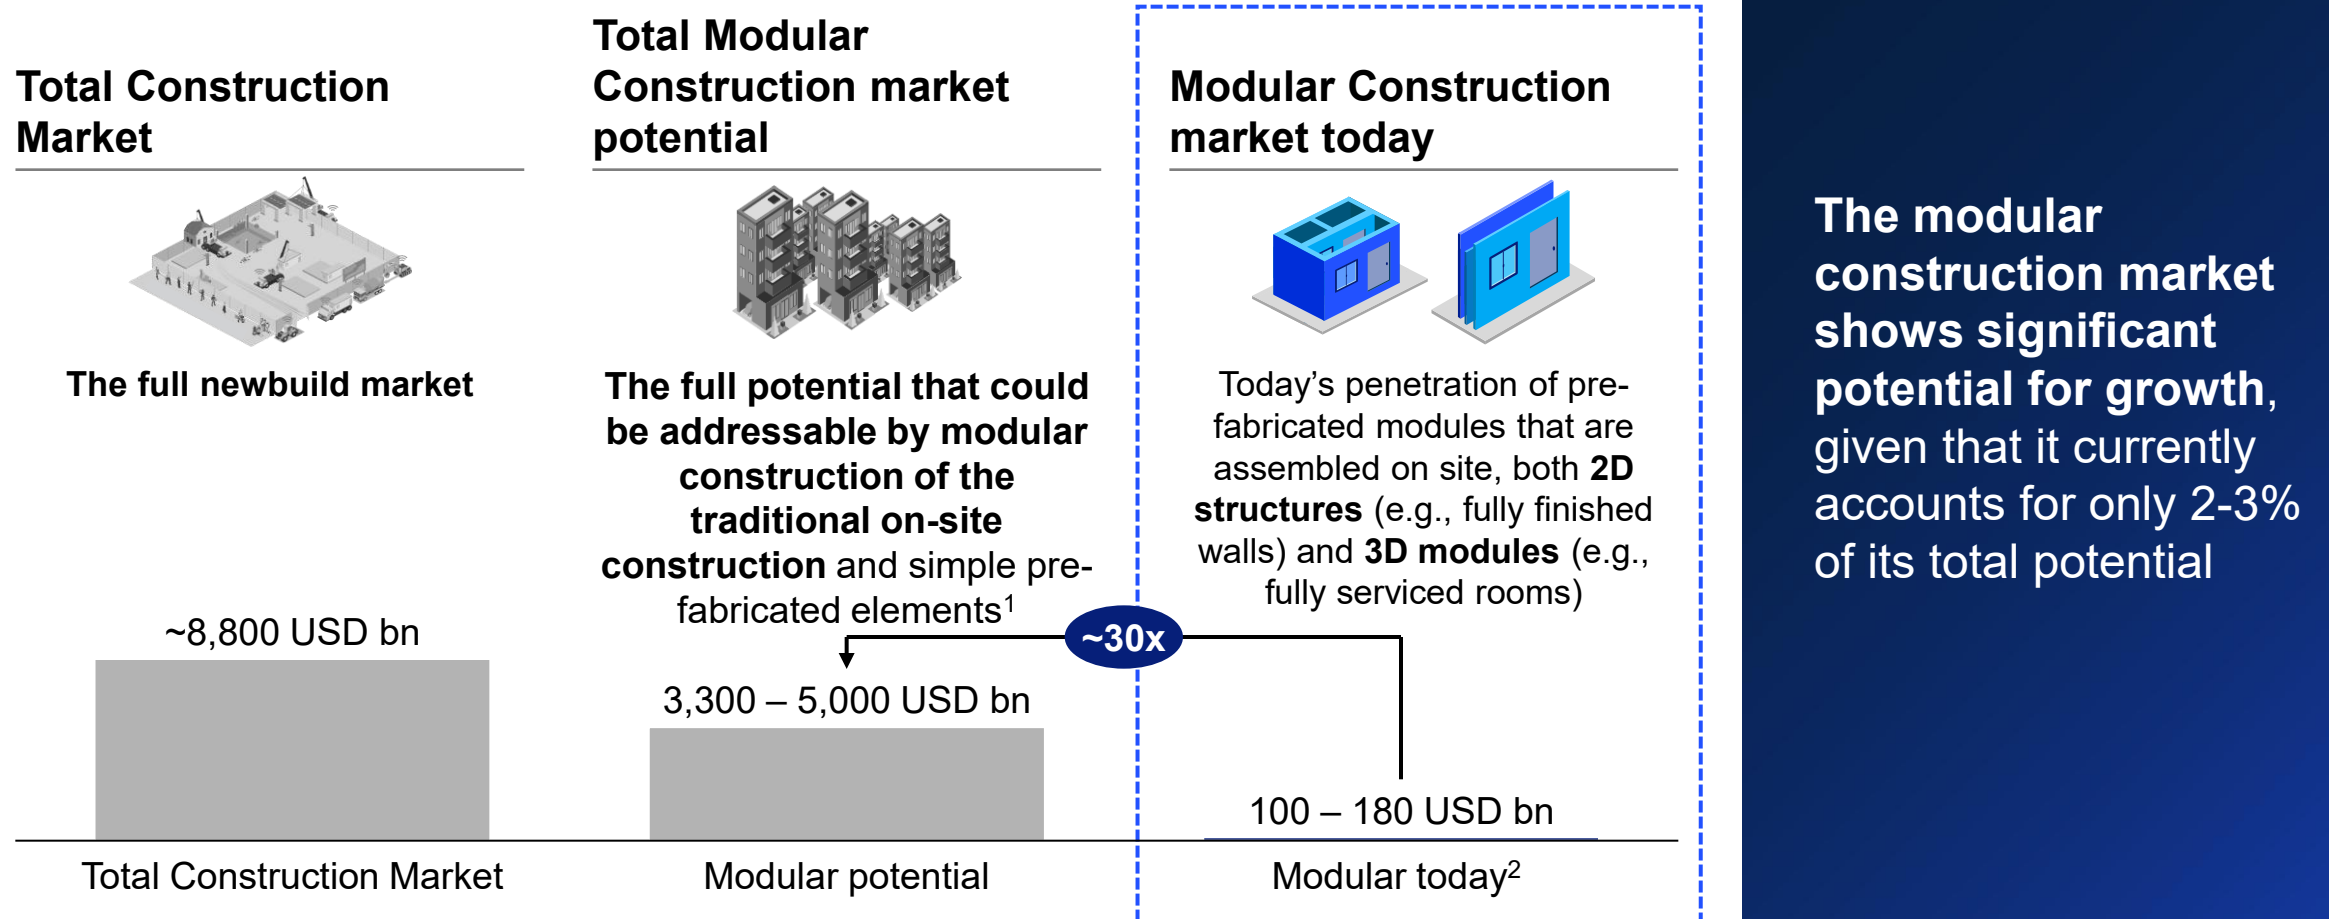 Total Construction
Market
The full newbuild market
~8,800 USD bn
Total Construction Market
Total Modular
Construction market
potential
The full potential that could
be addressable by modular
construction of the
traditional on-site
construction and simple pre-
fabricated elements¹
~30x
3,300 – 5,000 USD bn
Modular potential
Modular Construction
market today
Today’s penetration of pre-
fabricated modules that are
assembled on site, both 2D
structures (e.g., fully finished
walls) and 3D modules (e.g.,
fully serviced rooms)
100 – 180 USD bn
Modular today²
The modular
construction market
shows significant
potential for growth,
given that it currently
accounts for only 2-3%
of its total potential